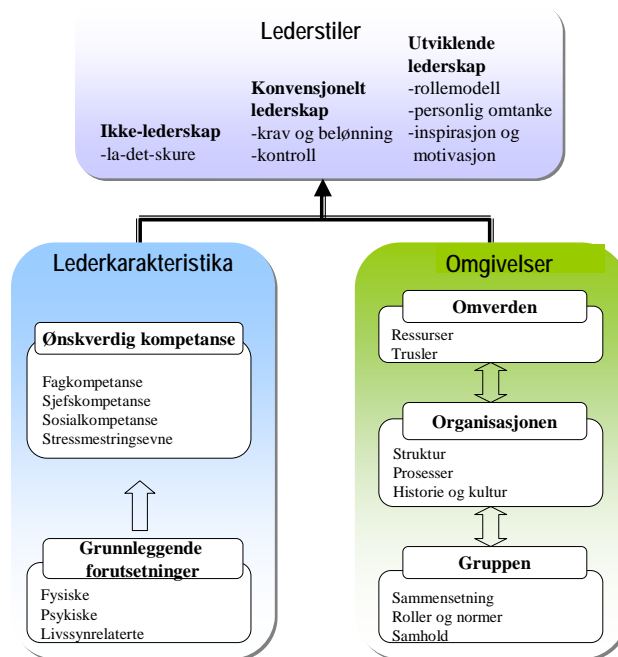 Lederstiler
Ikke-lederskap
-la-det-skure
Konvensjonelt
lederskap
-krav og belønning
-kontroll
Utviklende
lederskap
-rollemodell
-personlig omtanke
-inspirasjon og
motivasjon
Lederkarakteristika
Ønskverdig kompetanse
Fagkompetanse
Sjefskompetanse
Sosialkompetanse
Stressmestringsevne
Grunnleggende
forutsetninger
Fysiske
Psykiske
Livssynrelaterte
Omgivelser
Omverden
Ressurser
Trusler
Organisasjonen
Struktur
Prosesser
Historie og kultur
Gruppen
Sammensetning
Roller og normer
Samhold